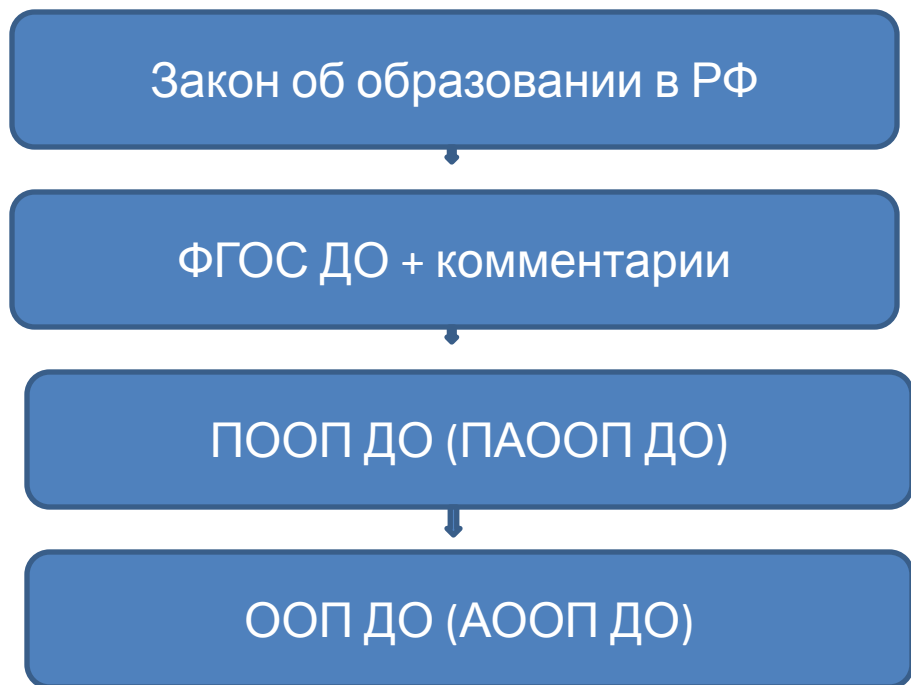 Закон об образовании в РФ
ФГОС ДО + комментарии
ПООП ДО (ПАООП ДО)
ООП ДО (АООП ДО)